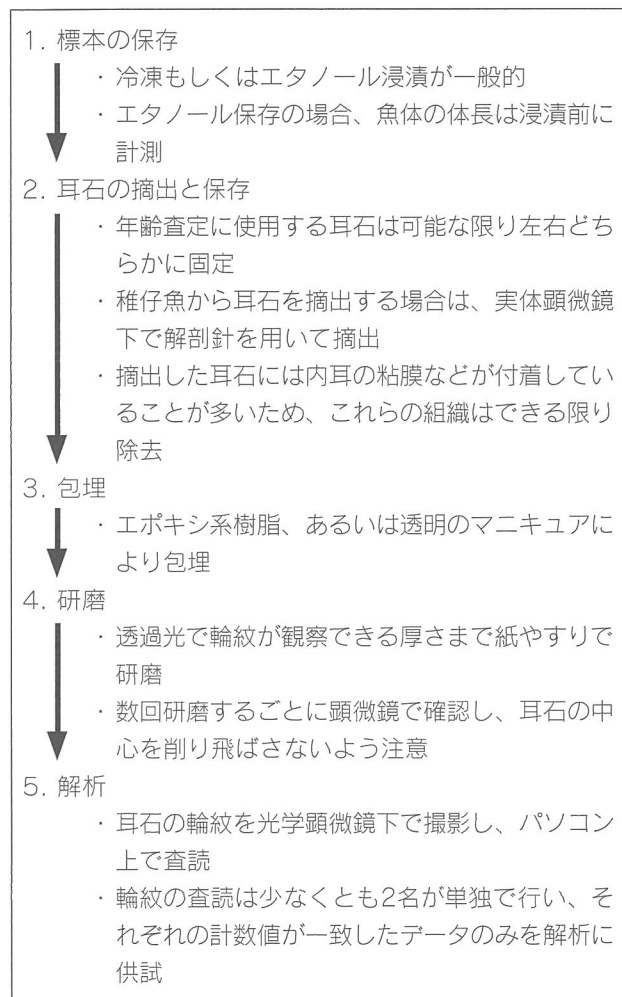 1. 標本の保存
・冷凍もしくはエタノール浸漬が一般的
・エタノール保存の場合、魚体の体長は浸漬前に
計測
2. 耳石の摘出と保存
・年齢査定に使用する耳石は可能な限り左右どち
らかに固定
・稚仔魚から耳石を摘出する場合は、実体顕微鏡
下で解剖針を用いて摘出
・摘出した耳石には内耳の粘膜などが付着してい
ることが多いため、これらの組織はできる限り
除去
3. 包埋
・エポキシ系樹脂、あるいは透明のマニキュアに
より包埋
4. 研磨
・透過光で輪紋が観察できる厚さまで紙やすりで
研磨
・数回研磨するごとに顕微鏡で確認し、耳石の中
心を削り飛ばさないよう注意
5. 解析
・耳石の輪紋を光学顕微鏡下で撮影し、パソコン
上で査読
・輪紋の査読は少なくとも2名が単独で行い、そ
れぞれの計数値が一致したデータのみを解析に
供試